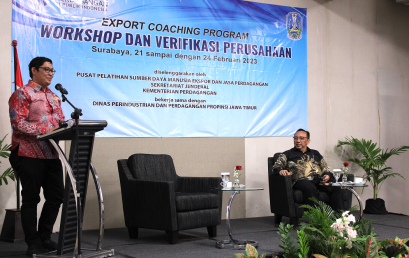 EXPORT COACHING PROGRAM
WORKSHOP DAN VERIFIKASI PERUSAHAAN
Surabaya, 21 sampai dengan 24 Februari 2023
diselenggarakan oleh
PUSAT PELATIHAN SUMBER DAYA MANUSIA EKSPOR DAN JASA PERDAGANGAN
SEKRETARIAT JENDERAL
KEMENTERIAN PERDAGANGAN
bekerja sama dengan
DINAS PERINDUSTRIAN DAN PERDAGANGAN PROPINSI JAWA TIMUR